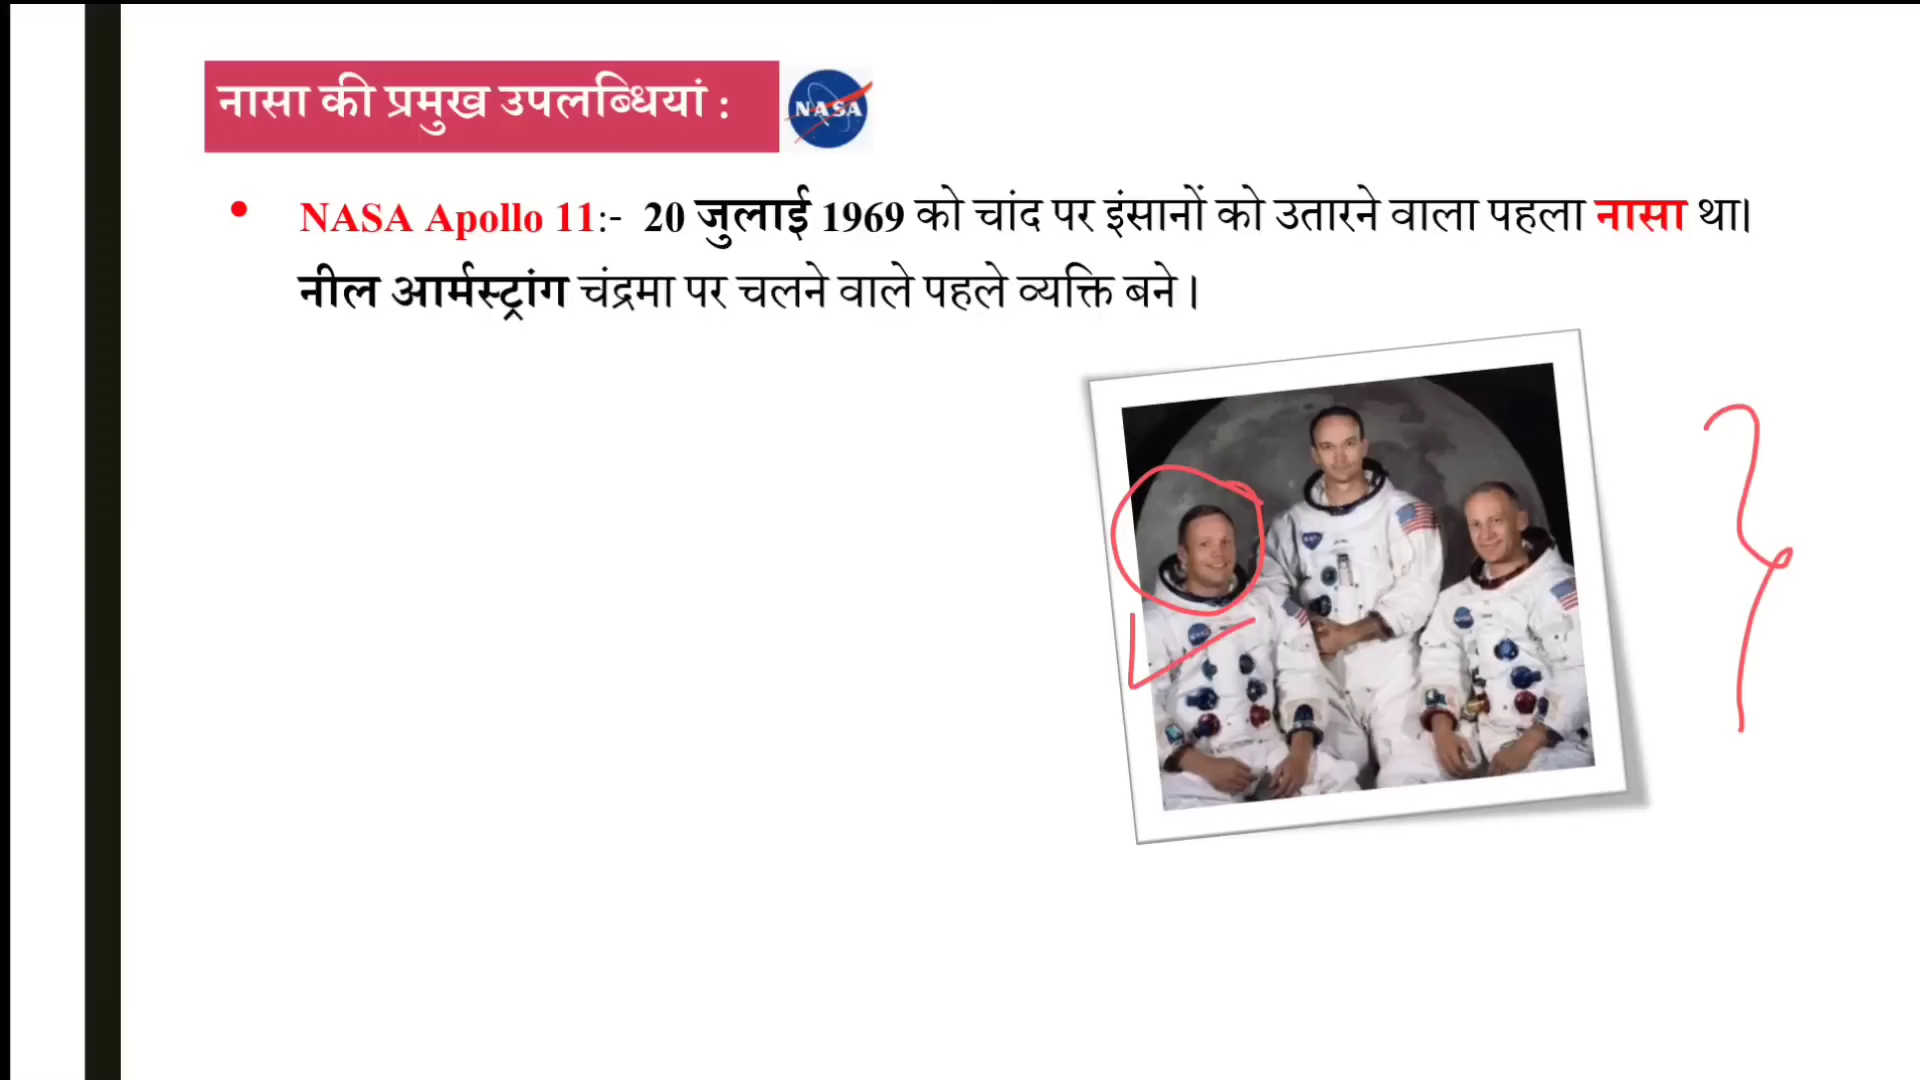 नासा की प्रमुख उपलब्धियां :
NASA
• NASA Apollo 11:- 20 जुलाई 1969 को चांद पर इंसानों को उतारने वाला पहला नासा था।
नील आर्मस्ट्रांग चंद्रमा पर चलने वाले पहले व्यक्ति बने।